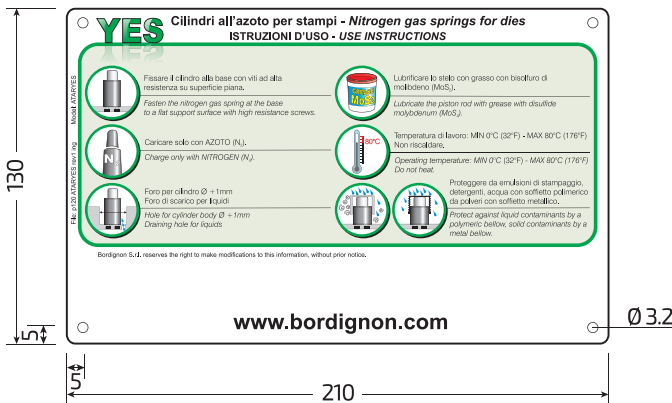 YES
Cilindri all'azoto per stampi - Nitrogen gas springs for dies
ISTRUZIONI D'USO - USE INSTRUCTIONS
Fissare il cilindro alla base con viti ad alta
resistenza su superficie piana.
Fasten the nitrogen gas spring at the base
to a flat support surface with high resistance screws.
N
Caricare solo con AZOTO (N₂).
Charge only with NITROGEN (N₂).
Foro per cilindro Ø +1mm
Foro di scarico per liquidi
Hole for cylinder body Ø +1mm
Draining hole for liquids
MoS₂
Lubrificare lo stelo con grasso con bisolfuro di
molibdeno (MoS₂).
Lubricate the piston rod with grease with disulfide
molybdenum (MoS₂).
80°C
Temperatura di lavoro: MIN 0°C (32°F) - MAX 80°C (176°F)
Non riscaldare.
Operating temperature: MIN 0°C (32°F) - MAX 80°C (176°F)
Do not heat.
Proteggere da emulsioni di stampaggio,
detergenti, acqua con soffietto polimerico
da polveri con soffietto metallico.
Protect against liquid contaminants by a
polymeric bellow, solid contaminants by a
metal bellow.
Model: ATARYES
File: p120 ATARYES rev1 ing
Bordignon S.r.l. reserves the right to make modifications to this information, without prior notice.
www.bordignon.com
130
5
5
210
Ø 3.2